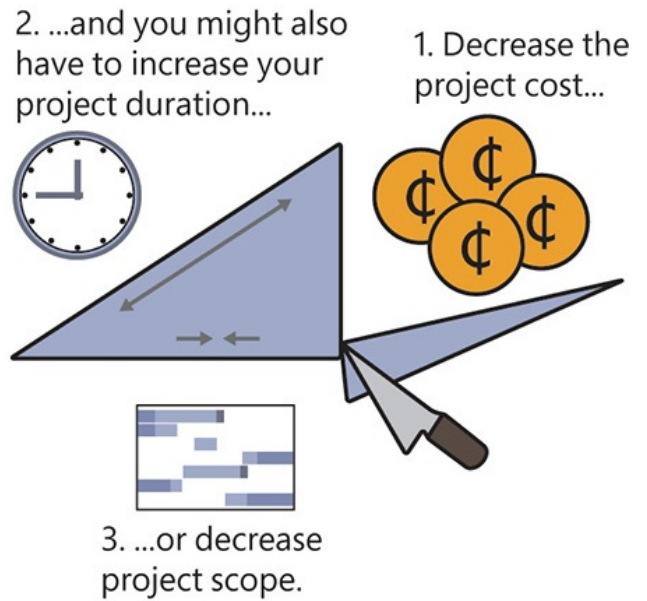 1. Decrease the
project cost...
2. ...and you might also
have to increase your
project duration...
3. ...or decrease
project scope.
¢
¢
¢
¢